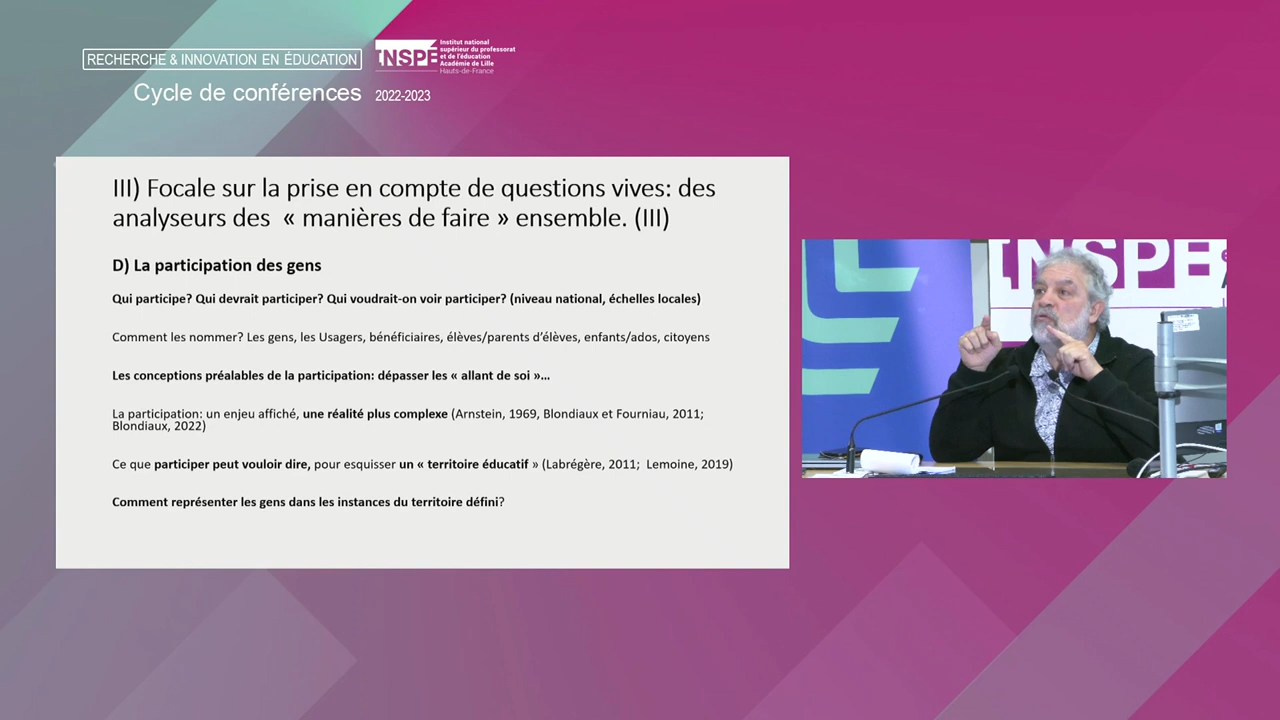 RECHERCHE & INNOVATION EN ÉDUCATION
Cycle de conférences 2022-2023
INSPÉ
Institut national
supérieur du professorat
et de l'éducation
Académie de Lille
Hauts-de-France
III) Focale sur la prise en compte de questions vives: des
analyseurs des « manières de faire » ensemble. (III)
D) La participation des gens
Qui participe? Qui devrait participer? Qui voudrait-on voir participer? (niveau national, échelles locales)
Comment les nommer? Les gens, les Usagers, bénéficiaires, élèves/parents d'élèves, enfants/ados, citoyens
Les conceptions préalables de la participation: dépasser les « allant de soi »…
La participation: un enjeu affiché, une réalité plus complexe (Arnstein, 1969, Blondiaux et Fourniau, 2011;
Blondiaux, 2022)
Ce que participer peut vouloir dire, pour esquisser un « territoire éducatif » (Labrégère, 2011; Lemoine, 2019)
Comment représenter les gens dans les instances du territoire défini?
INSPÉ